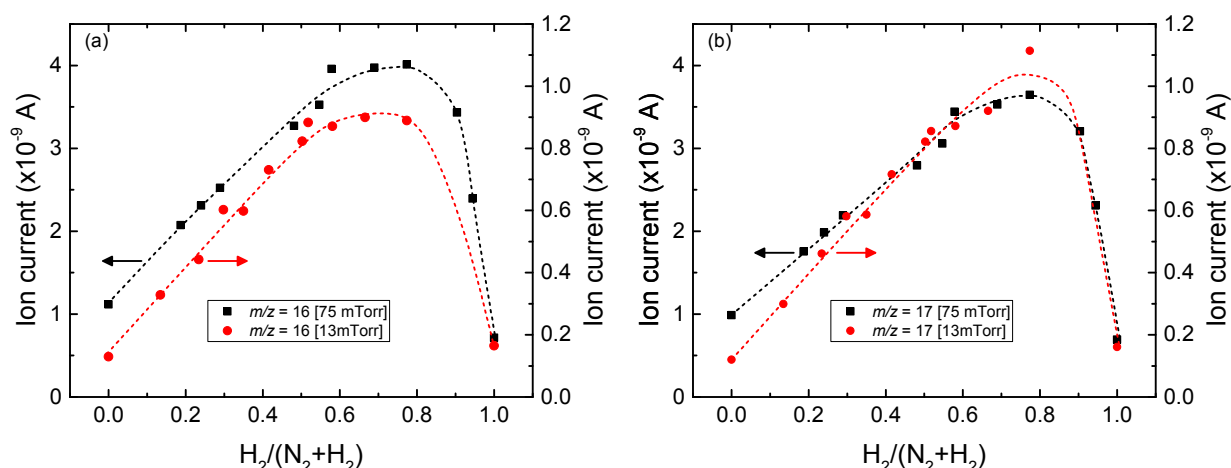 (a)
Ion current (x10⁻⁹ A)
4
3
2
1
0
1.2
1.0
0.8
0.6
0.4
0.2
0.0
Ion current (x10⁻⁹ A)
m/z = 16 [75 mTorr]
m/z = 16 [13mTorr]
0.0 0.2 0.4 0.6 0.8 1.0
H₂/(N₂+H₂)
(b)
Ion current (x10⁻⁹ A)
4
3
2
1
0
1.2
1.0
0.8
0.6
0.4
0.2
0.0
Ion current (x10⁻⁹ A)
m/z = 17 [75 mTorr]
m/z = 17 [13mTorr]
0.0 0.2 0.4 0.6 0.8 1.0
H₂/(N₂+H₂)